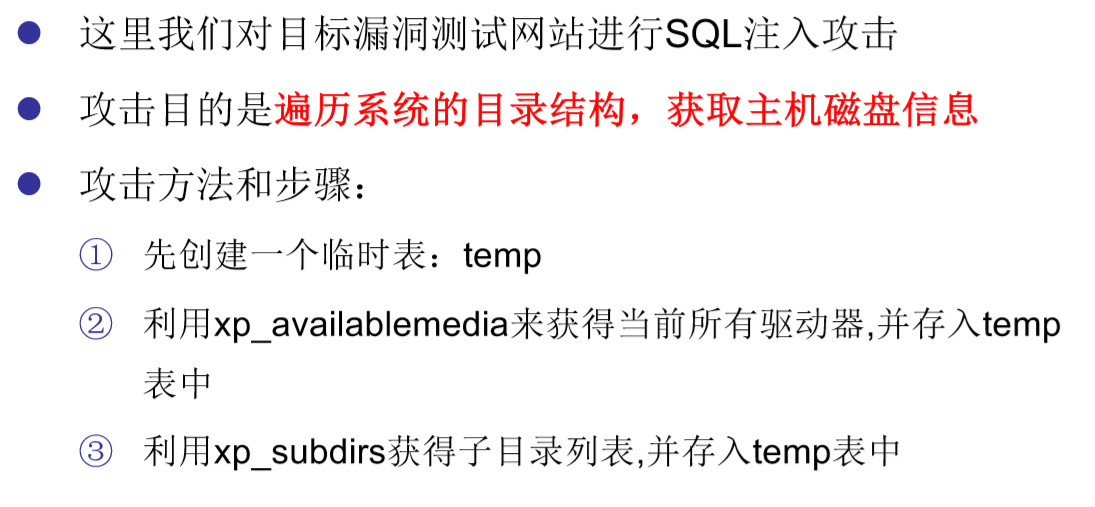 ● 这里我们对目标漏洞测试网站进行SQL注入攻击
● 攻击目的是遍历系统的目录结构，获取主机磁盘信息
● 攻击方法和步骤：
① 先创建一个临时表：temp
② 利用xp_availablemedia来获得当前所有驱动器,并存入temp
表中
③ 利用xp_subdirs获得子目录列表,并存入temp表中